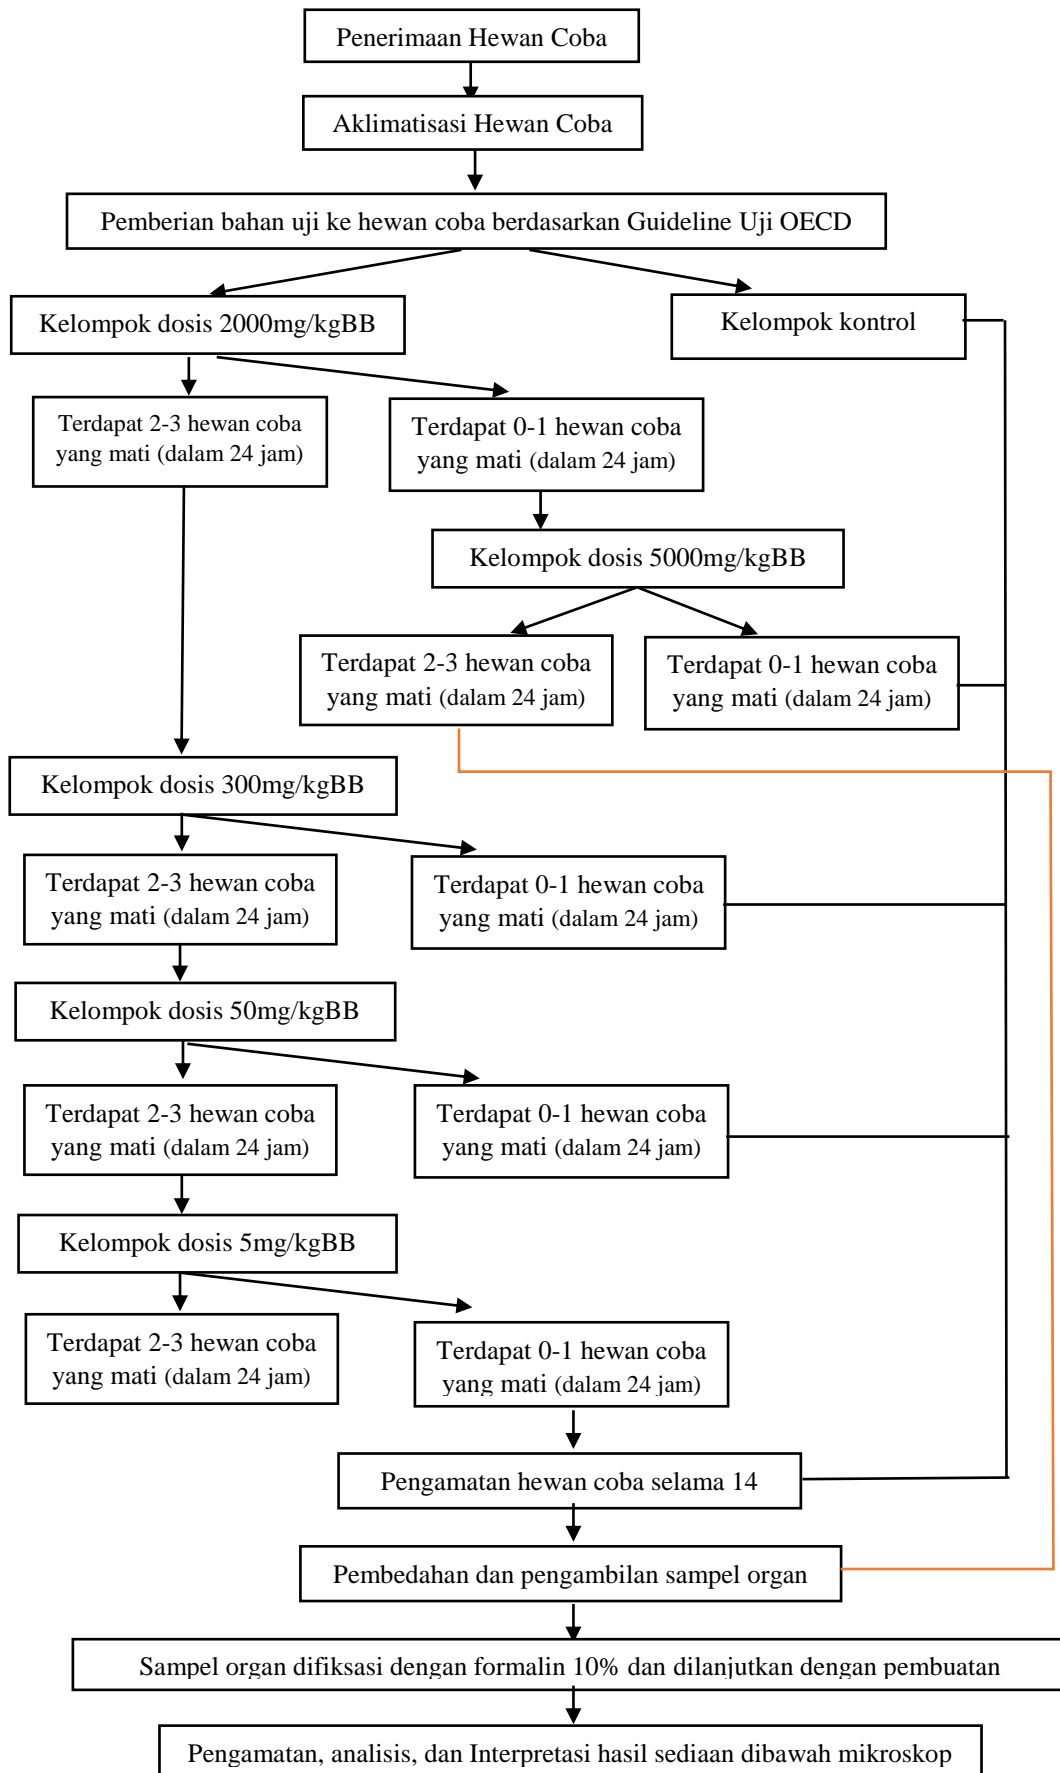 Penerimaan Hewan Coba
Aklimatisasi Hewan Coba
Pemberian bahan uji ke hewan coba berdasarkan Guideline Uji OECD
Kelompok dosis 2000mg/kgBB
Kelompok kontrol
Terdapat 2-3 hewan coba
yang mati (dalam 24 jam)
Terdapat 0-1 hewan coba
yang mati (dalam 24 jam)
Kelompok dosis 5000mg/kgBB
Terdapat 2-3 hewan coba
yang mati (dalam 24 jam)
Terdapat 0-1 hewan coba
yang mati (dalam 24 jam)
Kelompok dosis 300mg/kgBB
Terdapat 2-3 hewan coba
yang mati (dalam 24 jam)
Terdapat 0-1 hewan coba
yang mati (dalam 24 jam)
Kelompok dosis 50mg/kgBB
Terdapat 2-3 hewan coba
yang mati (dalam 24 jam)
Terdapat 0-1 hewan coba
yang mati (dalam 24 jam)
Kelompok dosis 5mg/kgBB
Terdapat 2-3 hewan coba
yang mati (dalam 24 jam)
Terdapat 0-1 hewan coba
yang mati (dalam 24 jam)
Pengamatan hewan coba selama 14
Pembedahan dan pengambilan sampel organ
Sampel organ difiksasi dengan formalin 10% dan dilanjutkan dengan pembuatan
Pengamatan, analisis, dan Interpretasi hasil sediaan dibawah mikroskop